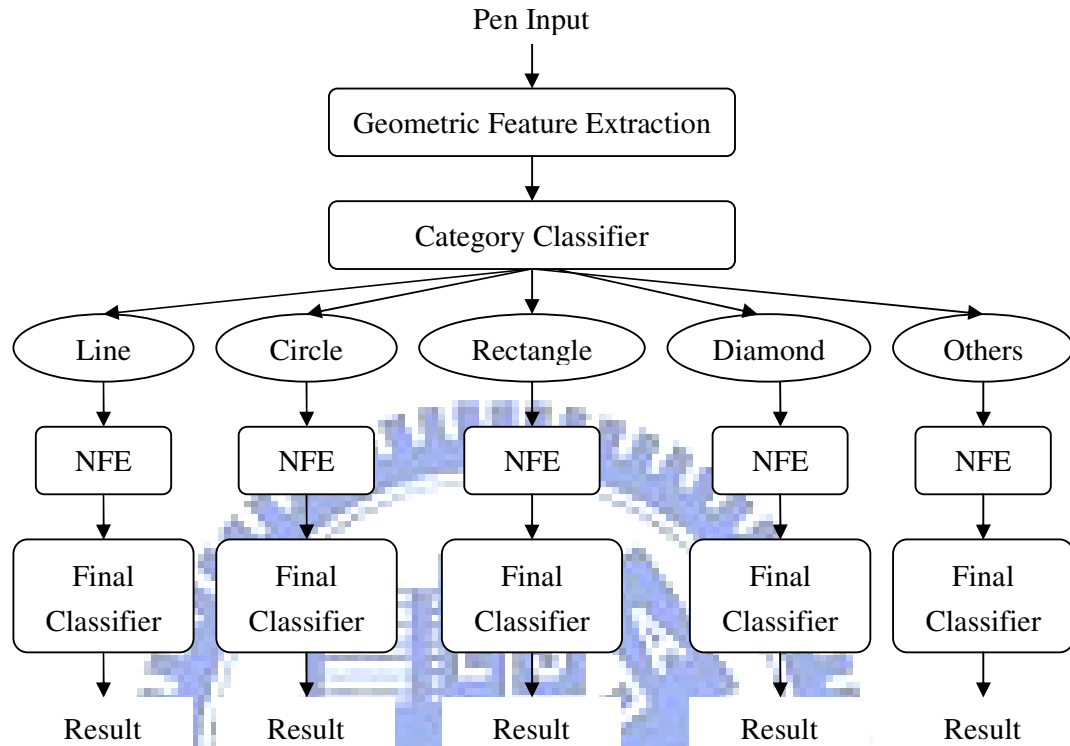 Pen Input
Geometric Feature Extraction
Category Classifier
Line Circle Rectangle Diamond Others
NFE NFE NFE NFE NFE
Final Final Final Final Final
Classifier Classifier Classifier Classifier Classifier
Result Result Result Result Result